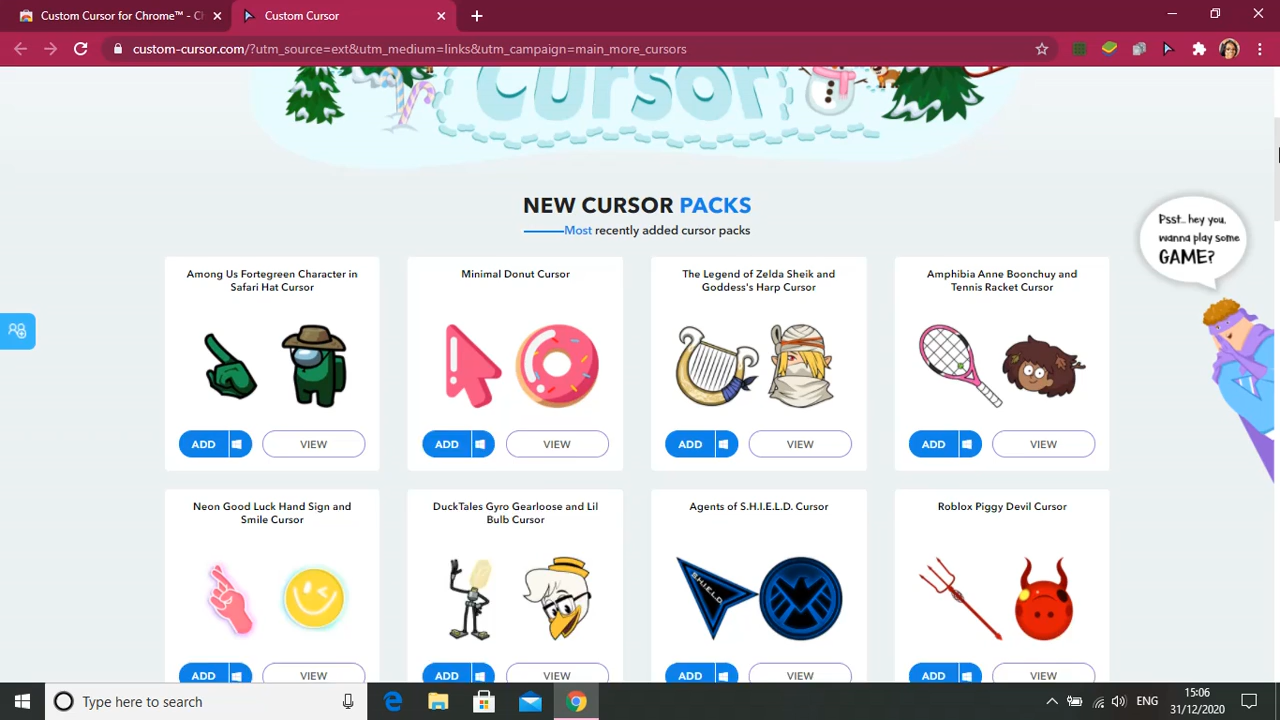 Custom Cursor for Chrome™ - C
Custom Cursor
custom-cursor.com/?utm_source=ext&utm_medium=links&utm_campaign=main_more_cursors
Cursor
NEW CURSOR PACKS
Most recently added cursor packs
Psst.. hey you,
wanna play some
GAME?
Among Us Fortegreen Character in
Safari Hat Cursor
ADD
VIEW
Minimal Donut Cursor
ADD
VIEW
The Legend of Zelda Sheik and
Goddess's Harp Cursor
ADD
VIEW
Amphibia Anne Boonchuy and
Tennis Racket Cursor
ADD
VIEW
Neon Good Luck Hand Sign and
Smile Cursor
ADD
VIEW
DuckTales Gyro Gearloose and Lil
Bulb Cursor
ADD
VIEW
Agents of S.H.I.E.L.D. Cursor
S.H.I.E.L.D.
ADD
VIEW
Roblox Piggy Devil Cursor
ADD
VIEW
Type here to search
ENG
15:06
31/12/2020